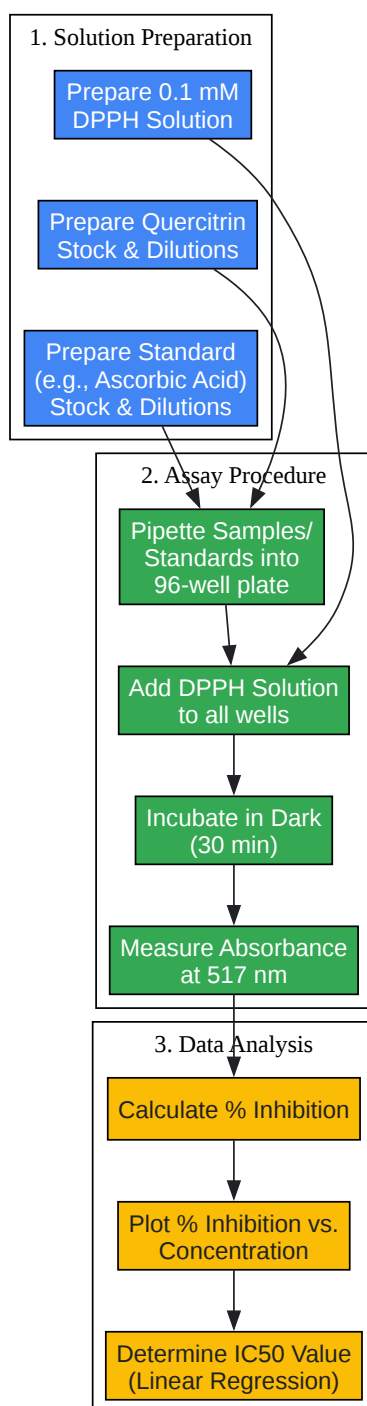 1. Solution Preparation
Prepare 0.1 mM
DPPH Solution
Prepare Quercitrin
Stock & Dilutions
Prepare Standard
(e.g., Ascorbic Acid)
Stock & Dilutions
2. Assay Procedure
Pipette Samples/
Standards into
96-well plate
Add DPPH Solution
to all wells
Incubate in Dark
(30 min)
Measure Absorbance
at 517 nm
3. Data Analysis
Calculate % Inhibition
Plot % Inhibition vs.
Concentration
Determine IC50 Value
(Linear Regression)